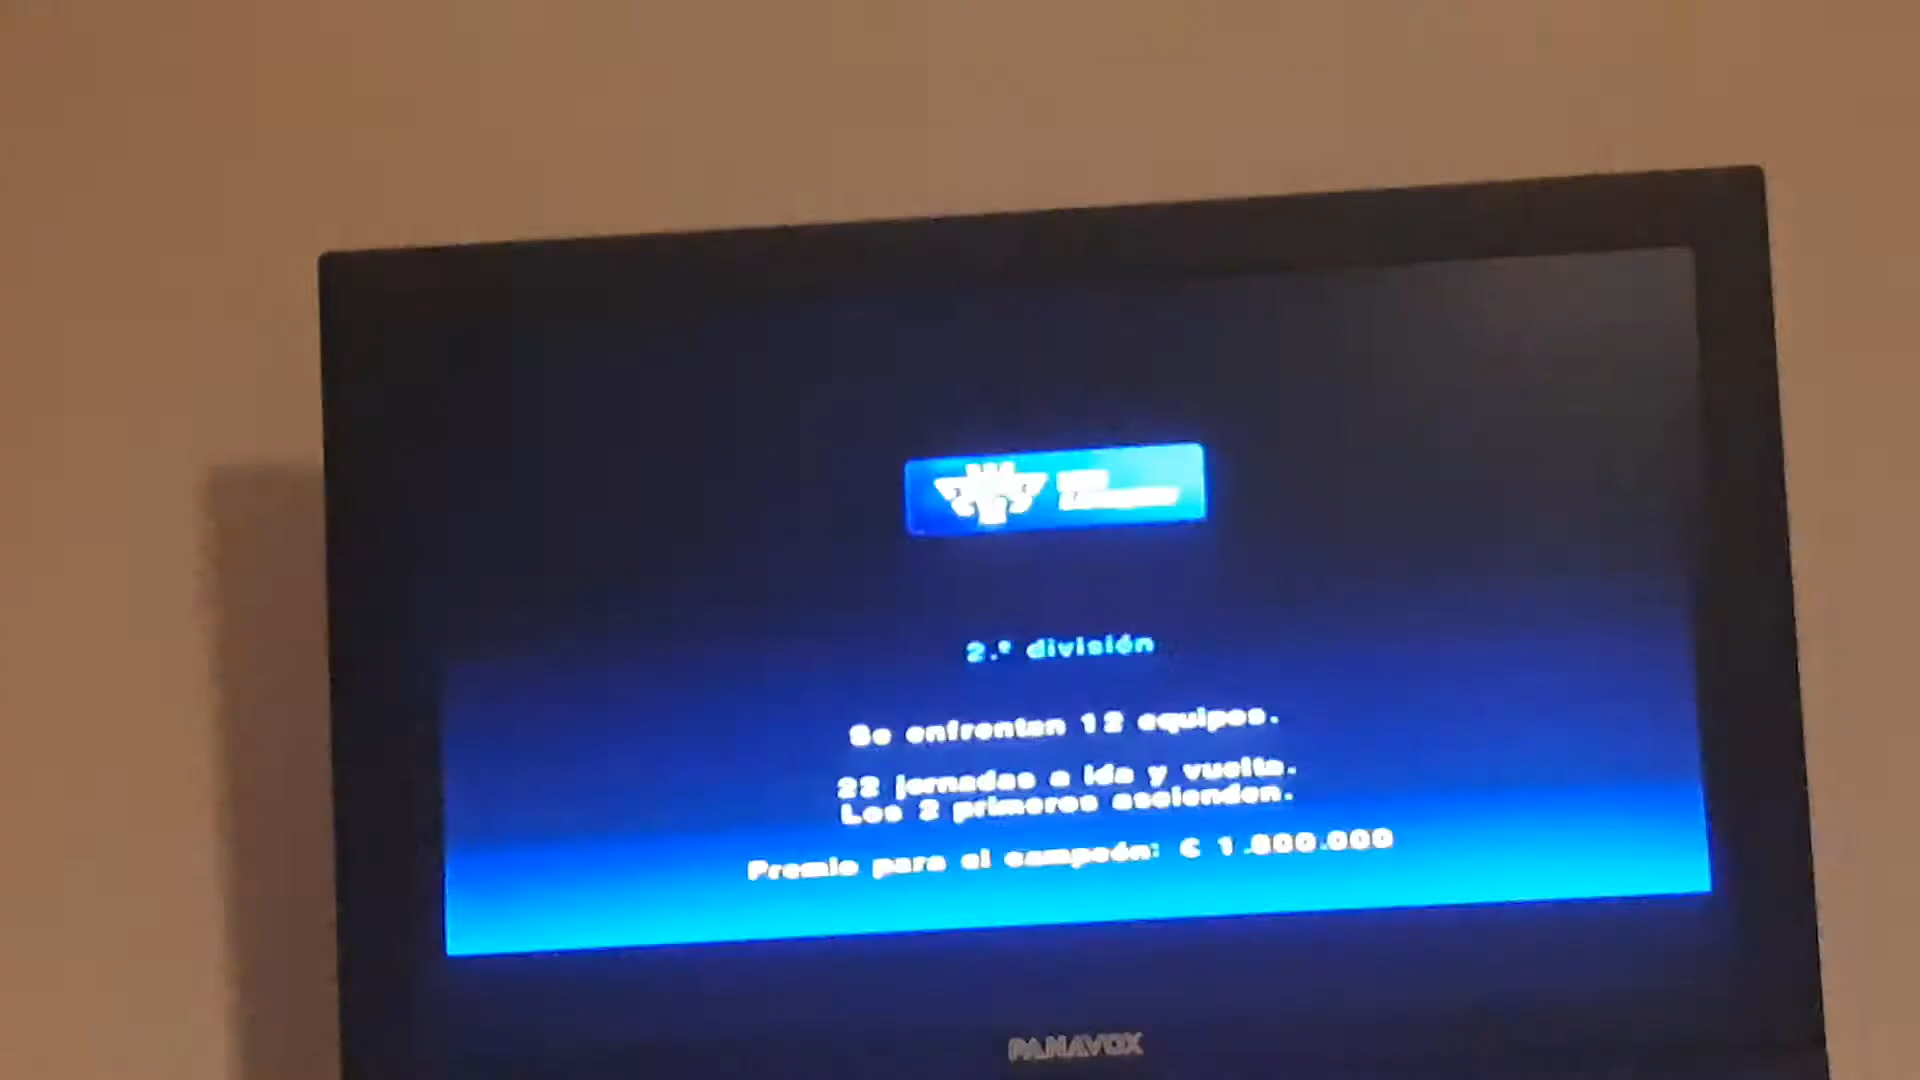 2.ª división
Se enfrentan 12 equipos.
22 jornadas a ida y vuelta.
Los 2 primeros ascienden.
Premio para el campeón: € 1.800.000
PANAVOX